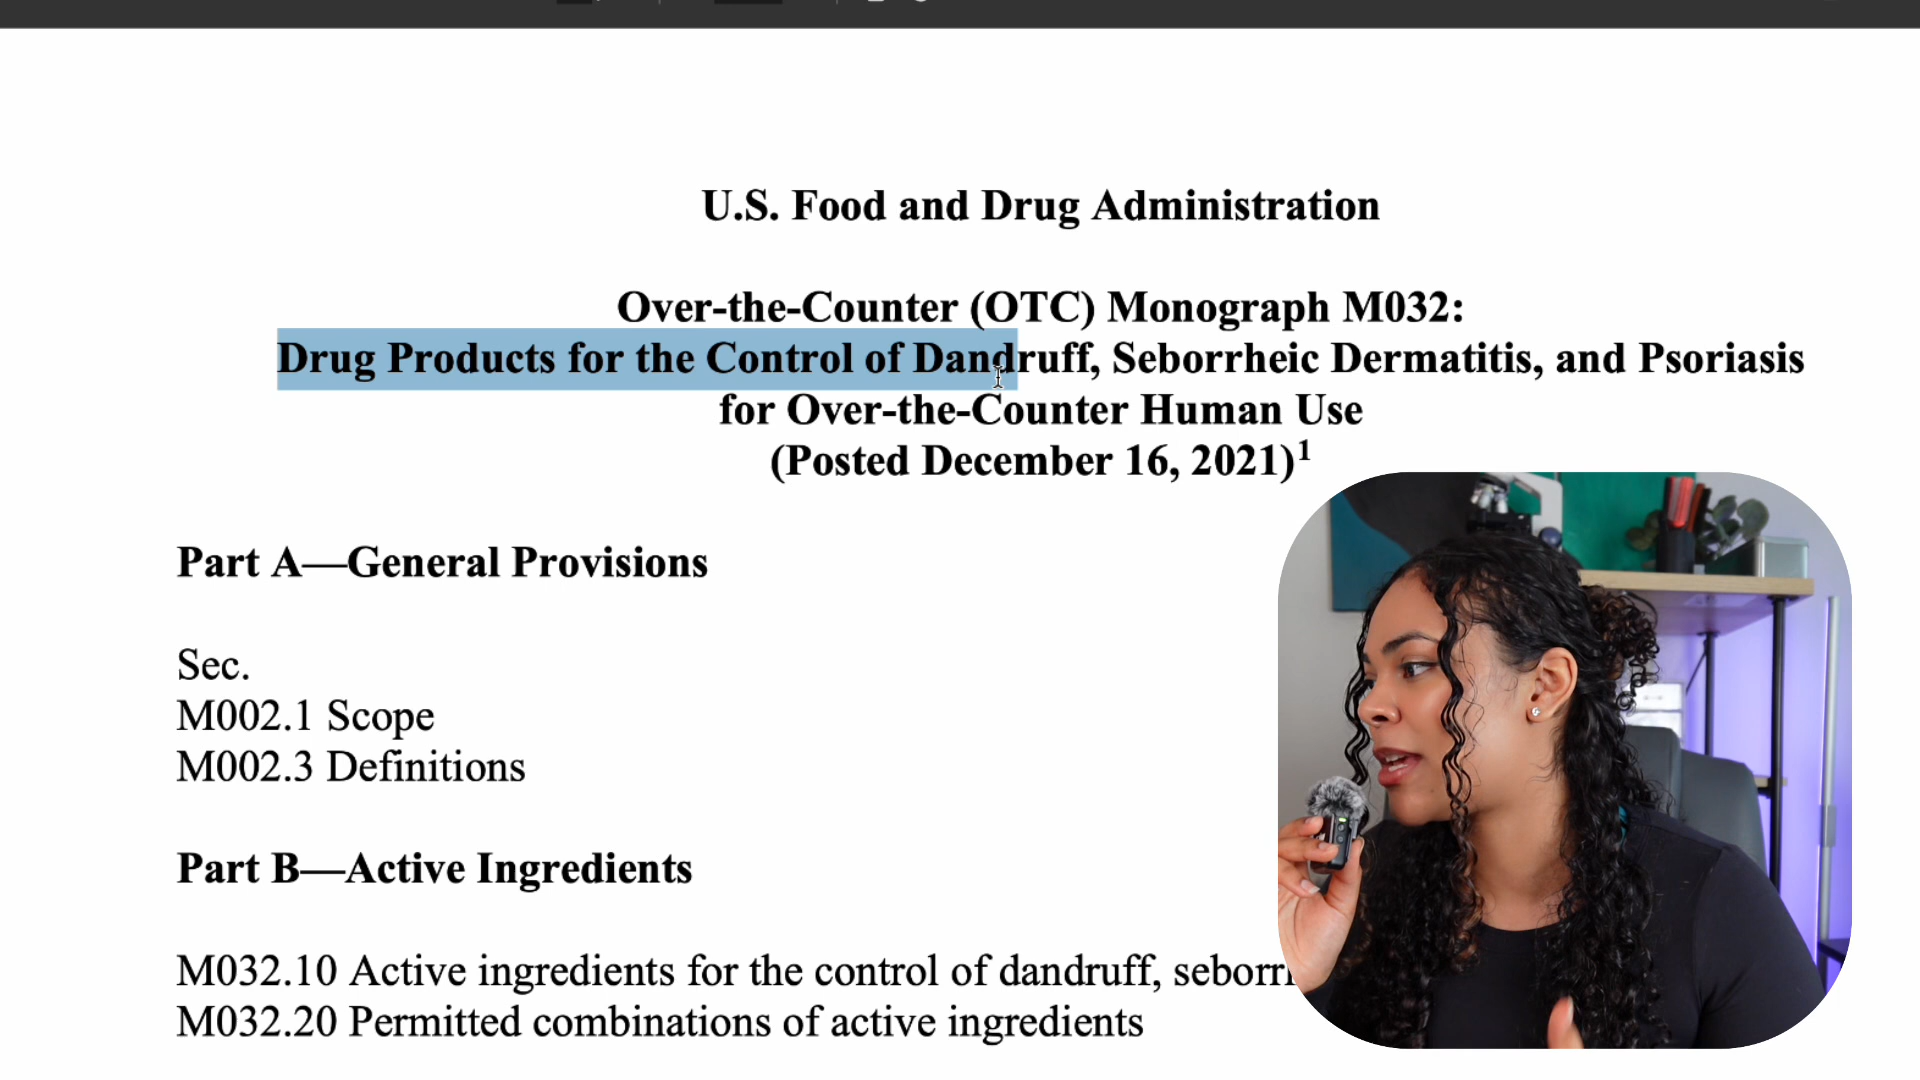 U.S. Food and Drug Administration
Over-the-Counter (OTC) Monograph M032:
Drug Products for the Control of Dandruff, Seborrheic Dermatitis, and Psoriasis
for Over-the-Counter Human Use
(Posted December 16, 2021)¹
Part A—General Provisions
Sec.
M002.1 Scope
M002.3 Definitions
Part B—Active Ingredients
M032.10 Active ingredients for the control of dandruff,
M032.20 Permitted combinations of active ingredients